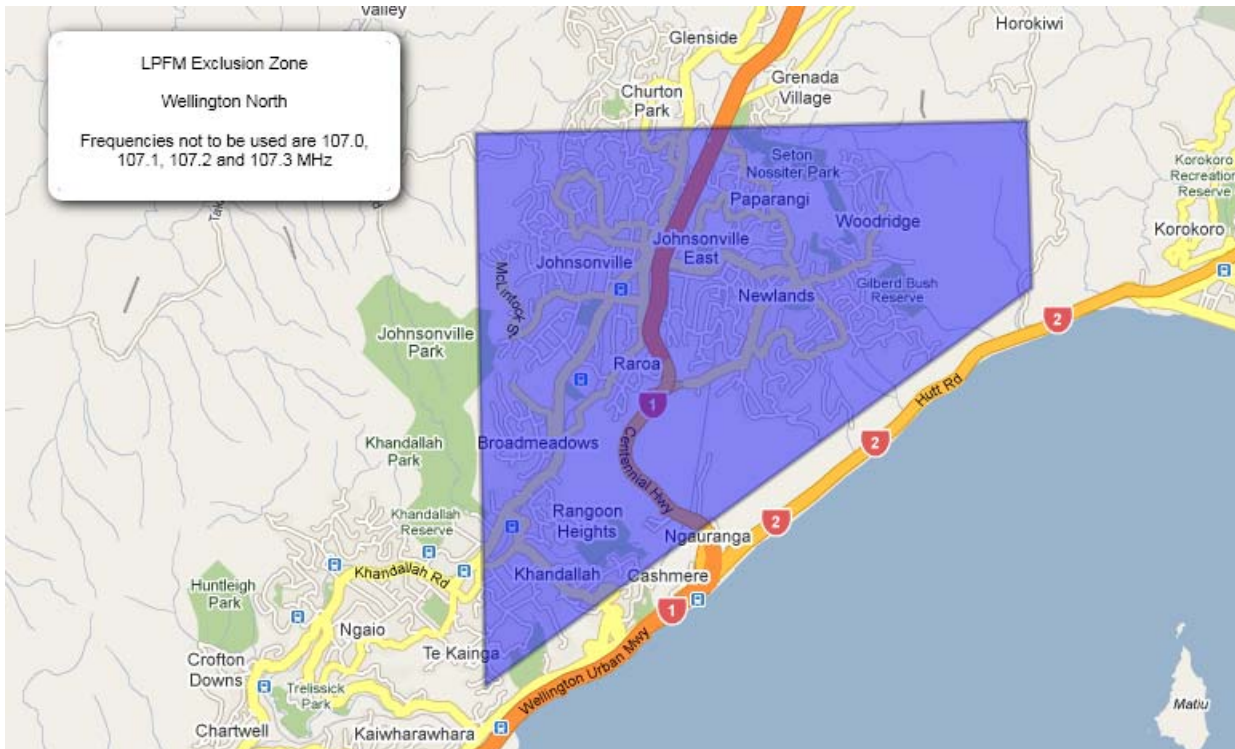 LPFM Exclusion Zone
Wellington North
Frequencies not to be used are 107.0,
107.1, 107.2 and 107.3 MHz
Valley
Horokiwi
Glenside
Grenada
Village
Churton
Park
Seton
Nossiter Park
Korokoro
Recreation
Reserve
Paparangi
Woodridge
Korokoro
Johnsonville
East
Johnsonville
McLintock St
Newlands
Gilberd Bush
Reserve
2
Johnsonville
Park
Raroa
1
Hutt Rd
2
Broadmeadows
Khandallah
Park
Centennial Hwy
Khandallah
Reserve
Rangoon
Heights
2
Ngauranga
Khandallah Rd
Khandallah
Cashmere
Huntleigh
Park
1
Ngaio
Te Kainga
Wellington Urban Mwy
Crofton
Downs
Trelissick
Park
Matiu
Chartwell
Kaiwharawhara